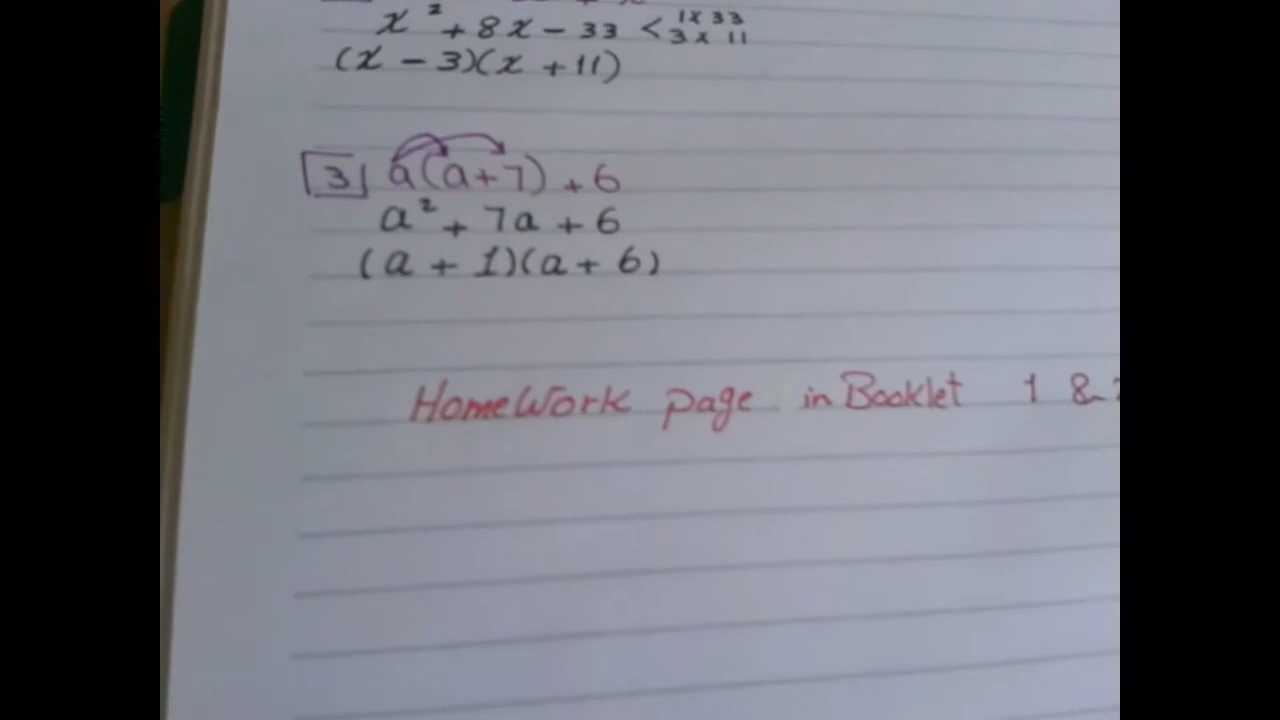 x² + 8x - 33 < 1 x 33
3 x 11
(x - 3)(x + 11)
3 a(a+7) + 6
a² + 7a + 6
(a + 1)(a + 6)
HomeWork page in Booklet 1 &